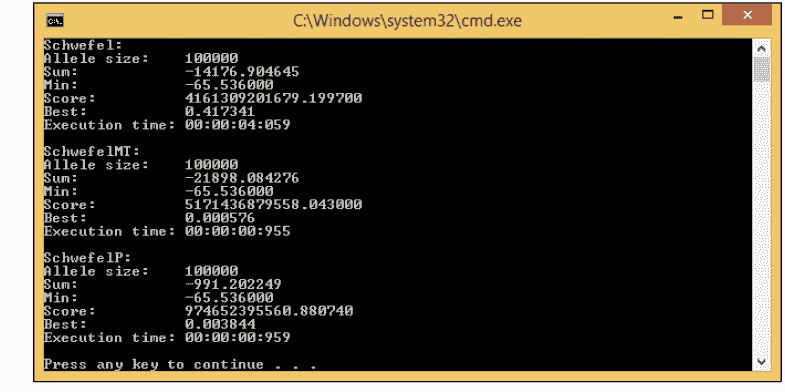 C:\Windows\system32\cmd.exe
Schwefel:
Allele size: 100000
Sum: -14176.904645
Min: -65.536000
Score: 4161309201679.199700
Best: 0.417341
Execution time: 00:00:04:059
SchwefelMT:
Allele size: 100000
Sum: -21898.084276
Min: -65.536000
Score: 5171436879558.043000
Best: 0.000576
Execution time: 00:00:00:955
SchwefelP:
Allele size: 100000
Sum: -991.202249
Min: -65.536000
Score: 974652395560.880740
Best: 0.003844
Execution time: 00:00:00:959
Press any key to continue . . .